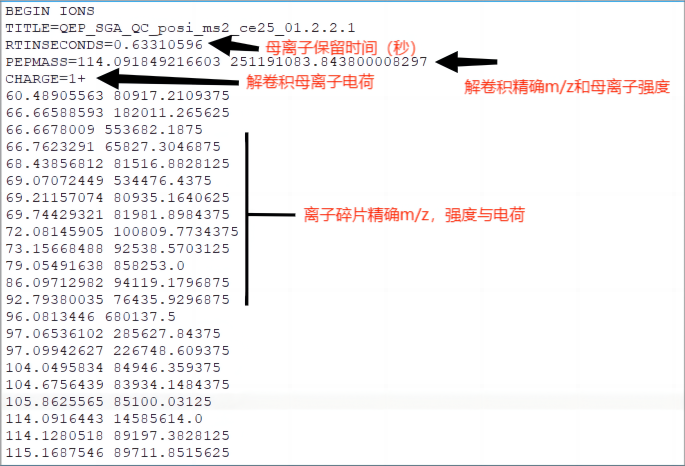 BEGIN IONS
TITLE=QEP_SGA_QC_posi_ms2_ce25_01.2.2.1
RTINSECONDS=0.63310596
母离子保留时间（秒）
PEPMASS=114.091849216603 251191083.843800008297
解卷积精确m/z和母离子强度
CHARGE=1+
解卷积母离子电荷
60.48905563 80917.2109375
66.66588593 182011.265625
66.6678009 553682.1875
66.7623291 65827.3046875
68.43856812 81516.8828125
69.07072449 534476.4375
69.21157074 80935.1640625
69.74429321 81981.8984375
离子碎片精确m/z，强度与电荷
72.08145905 100809.7734375
73.15668488 92538.5703125
79.05491638 858253.0
86.09712982 94119.1796875
92.79380035 76435.9296875
96.0813446 680137.5
97.06536102 285627.84375
97.09942627 226748.609375
104.0495834 84946.359375
104.6756439 83934.1484375
105.8625565 85100.03125
114.0916443 14585614.0
114.1280518 89197.3828125
115.1687546 89711.8515625